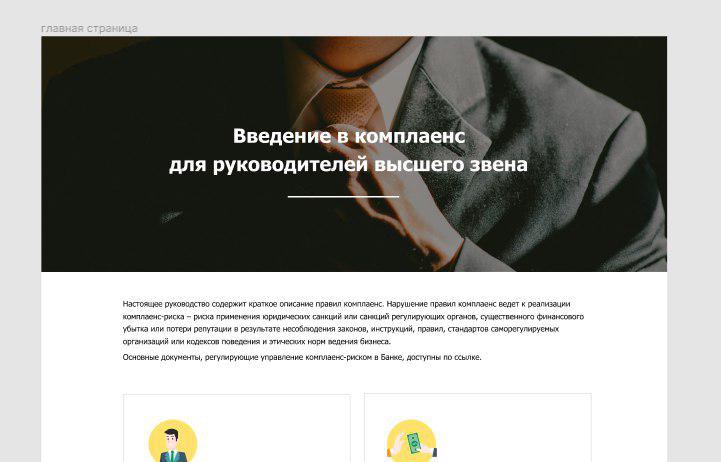 главная страница
Введение в комплаенс
для руководителей высшего звена
Настоящее руководство содержит краткое описание правил комплаенс. Нарушение правил комплаенс ведет к реализации
комплаенс-риска – риска применения юридических санкций или санкций регулирующих органов, существенного финансового
убытка или потери репутации в результате несоблюдения законов, инструкций, правил, стандартов саморегулируемых
организаций или кодексов поведения и этических норм ведения бизнеса.
Основные документы, регулирующие управление комплаенс-риском в Банке, доступны по ссылке.